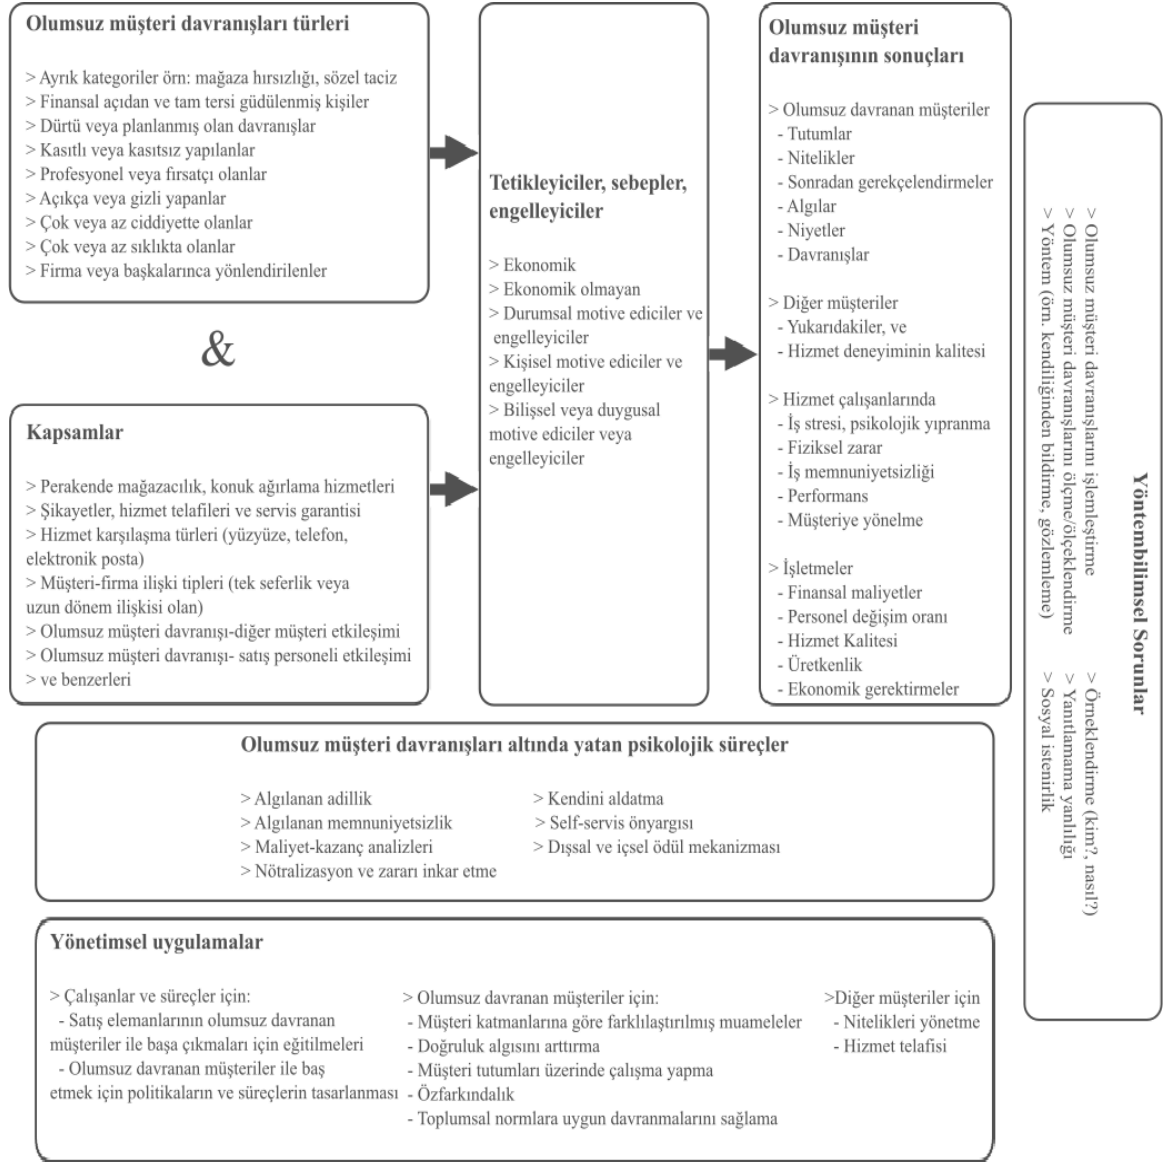 Olumsuz müşteri davranışları türleri
> Ayrık kategoriler örn: mağaza hırsızlığı, sözel taciz
> Finansal açıdan ve tam tersi güdülenmiş kişiler
> Dürtü veya planlanmış olan davranışlar
> Kasıtlı veya kasıtsız yapılanlar
> Profesyonel veya fırsatçı olanlar
> Açıkça veya gizli yapanlar
> Çok veya az ciddiyette olanlar
> Çok veya az sıklıkta olanlar
> Firma veya başkalarınca yönlendirilenler
&
Kapsamlar
> Perakende mağazacılık, konuk ağırlama hizmetleri
> Şikayetler, hizmet telafileri ve servis garantisi
> Hizmet karşılaşma türleri (yüzyüze, telefon,
elektronik posta)
> Müşteri-firma ilişki tipleri (tek seferlik veya
uzun dönem ilişkisi olan)
> Olumsuz müşteri davranışı-diğer müşteri etkileşimi
> Olumsuz müşteri davranışı- satış personeli etkileşimi
> ve benzerleri
Tetikleyiciler, sebepler,
engelleyiciler
> Ekonomik
> Ekonomik olmayan
> Durumsal motive ediciler ve
engelleyiciler
> Kişisel motive ediciler ve
engelleyiciler
> Bilişsel veya duygusal
motive ediciler veya
engelleyiciler
Olumsuz müşteri
davranışının sonuçları
> Olumsuz davranan müşteriler
- Tutumlar
- Nitelikler
- Sonradan gerekçelendirmeler
- Algılar
- Niyetler
- Davranışlar
> Diğer müşteriler
- Yukarıdakiler, ve
- Hizmet deneyiminin kalitesi
> Hizmet çalışanlarında
- İş stresi, psikolojik yıpranma
- Fiziksel zarar
- İş memnuniyetsizliği
- Performans
- Müşteriye yönelme
> İşletmeler
- Finansal maliyetler
- Personel değişim oranı
- Hizmet Kalitesi
- Üretkenlik
- Ekonomik gerektirmeler
Yöntembilimsel Sorunlar
> Olumsuz müşteri davranışlarını işlemleştirme
> Olumsuz müşteri davranışlarını ölçme/ölçeklendirme
> Yöntem (örn. kendiliğinden bildirme, gözlemleme)
> Örneklendirme (kim?, nasıl?)
> Yanıtlamama yanlılığı
> Sosyal istenirlik
Olumsuz müşteri davranışları altında yatan psikolojik süreçler
> Algılanan adillik
> Algılanan memnuniyetsizlik
> Maliyet-kazanç analizleri
> Nötralizasyon ve zararı inkar etme
> Kendini aldatma
> Self-servis önyargısı
> Dışsal ve içsel ödül mekanizması
Yönetimsel uygulamalar
> Çalışanlar ve süreçler için:
- Satış elemanlarının olumsuz davranan
müşteriler ile başa çıkmaları için eğitilmeleri
- Olumsuz davranan müşteriler ile baş
etmek için politikaların ve süreçlerin tasarlanması
> Olumsuz davranan müşteriler için:
- Müşteri katmanlarına göre farklılaştırılmış muameleler
- Doğruluk algısını arttırma
- Müşteri tutumları üzerinde çalışma yapma
- Özfarkındalık
- Toplumsal normlara uygun davranmalarını sağlama
>Diğer müşteriler için
- Nitelikleri yönetme
- Hizmet telafisi